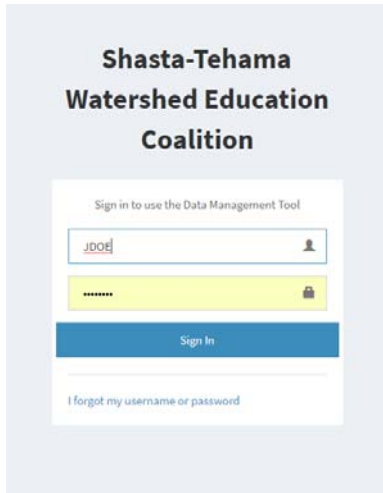 Shasta-Tehama
Watershed Education
Coalition
Sign in to use the Data Management Tool
JDOE
••••••••
Sign In
I forgot my username or password